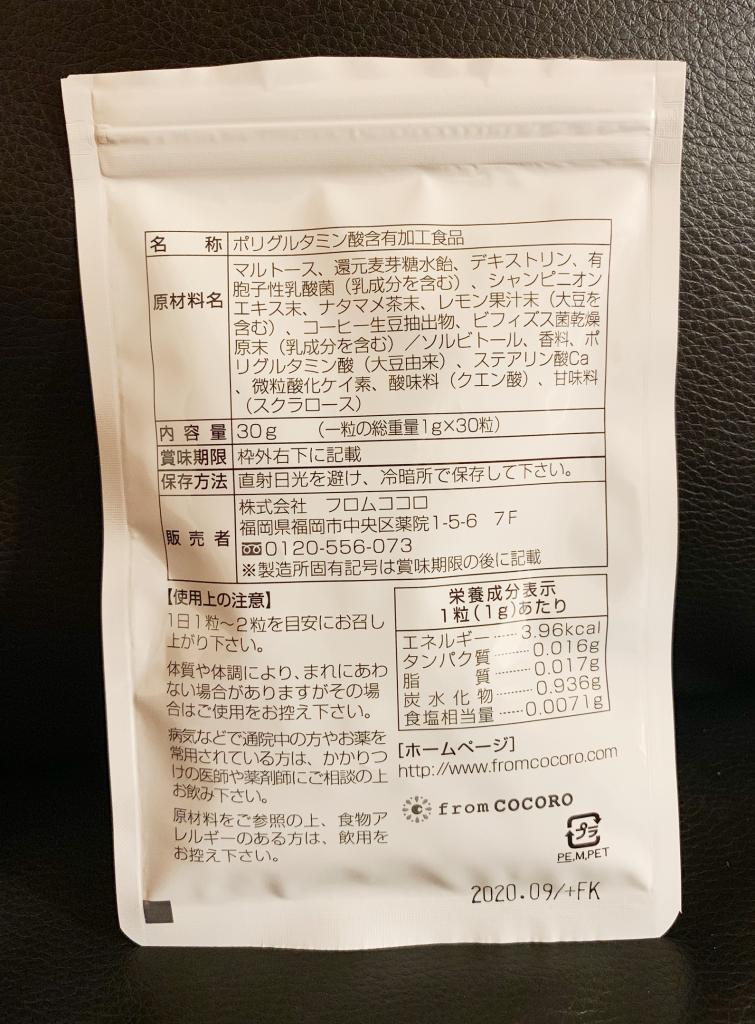 名称 ポリグルタミン酸含有加工食品
原材料名 マルトース、還元麦芽糖水飴、デキストリン、有
胞子性乳酸菌（乳成分を含む）、シャンピニオン
エキス末、ナタマメ茶末、レモン果汁末（大豆を
含む）、コーヒー生豆抽出物、ビフィズス菌乾燥
原末（乳成分を含む）／ソルビトール、香料、ポ
リグルタミン酸（大豆由来）、ステアリン酸Ca
、微粒酸化ケイ素、酸味料（クエン酸）、甘味料
（スクラロース）
内容量 30g （一粒の総重量1g×30粒）
賞味期限 枠外右下に記載
保存方法 直射日光を避け、冷暗所で保存して下さい。
販売者 株式会社 フロムココロ
福岡県福岡市中央区薬院1-5-6 7F
0120-556-073
※製造所固有記号は賞味期限の後に記載
【使用上の注意】
1日1粒～2粒を目安にお召し
上がり下さい。
体質や体調により、まれにあわ
ない場合がありますがその場
合はご使用をお控え下さい。
病気などで通院中の方やお薬を
常用されている方は、かかりつ
けの医師や薬剤師にご相談の上
お飲み下さい。
原材料をご参照の上、食物ア
レルギーのある方は、飲用を
お控え下さい。
栄養成分表示
1粒(1g)あたり
エネルギー……3.96kcal
タンパク質……0.016g
脂質……0.017g
炭水化物……0.936g
食塩相当量……0.0071g
[ホームページ]
http://www.fromcocoro.com
from COCORO
プラ
PE,M,PET
2020.09/+FK